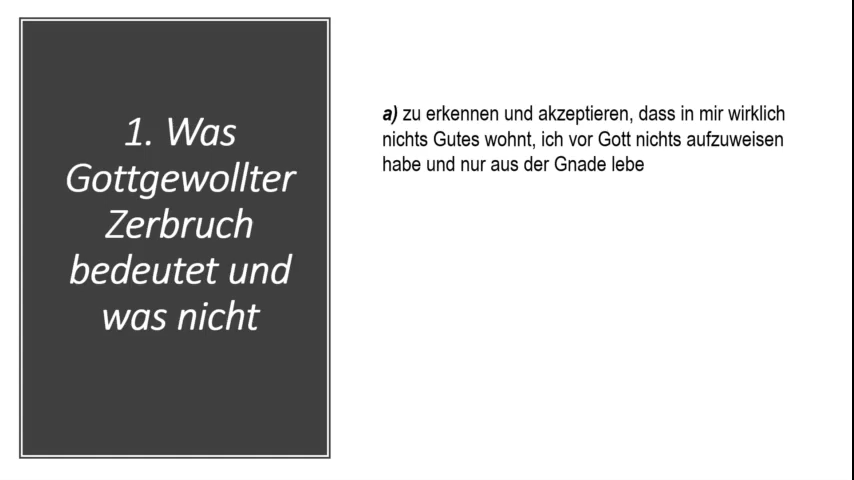 1. Was
Gottgewollter
Zerbruch
bedeutet und
was nicht
a) zu erkennen und akzeptieren, dass in mir wirklich
nichts Gutes wohnt, ich vor Gott nichts aufzuweisen
habe und nur aus der Gnade lebe